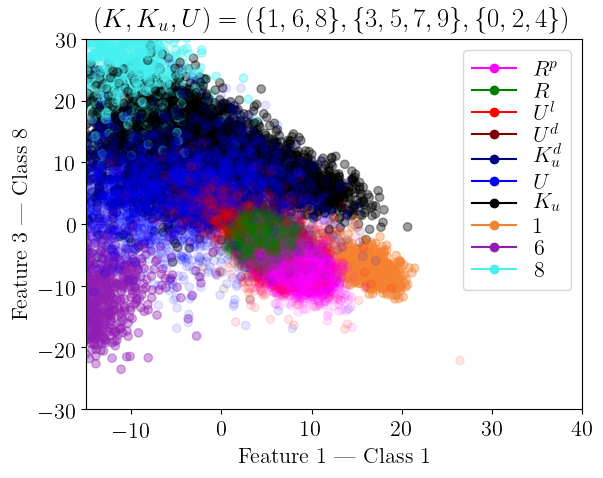 (K, K_u, U) = ({1, 6, 8}, {3, 5, 7, 9}, {0, 2, 4})
30
20
10
0
−10
−20
−30
Feature 3 — Class 8
R^p
R
U^l
U^d
K_u^d
U
K_u
1
6
8
−10
0
10
20
30
40
Feature 1 — Class 1